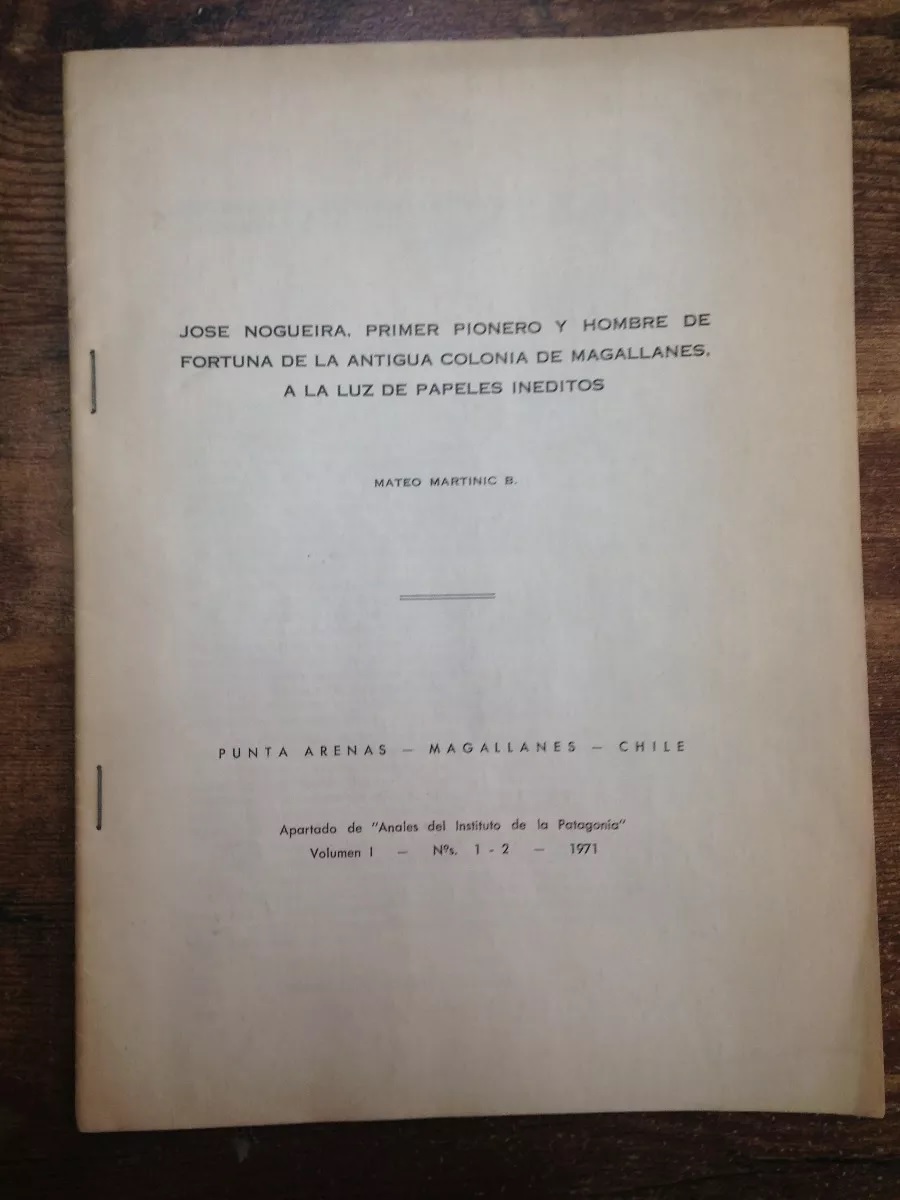 JOSE NOGUEIRA, PRIMER PIONERO Y HOMBRE DE
FORTUNA DE LA ANTIGUA COLONIA DE MAGALLANES,
A LA LUZ DE PAPELES INEDITOS
MATEO MARTINIC B.
PUNTA ARENAS — MAGALLANES — CHILE
Apartado de "Anales del Instituto de la Patagonia"
Volumen I — Nºs. 1 - 2 — 1971